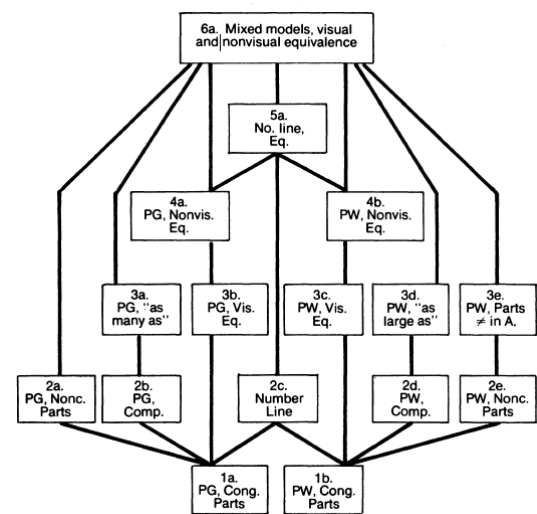 6a. Mixed models, visual
and nonvisual equivalence
5a.
No. line,
Eq.
4a.
PG, Nonvis.
Eq.
4b.
PW, Nonvis.
Eq.
3a.
PG, "as
many as"
3b.
PG, Vis.
Eq.
3c.
PW, Vis.
Eq.
3d.
PW, "as
large as"
3e.
PW, Parts
≠ in A.
2a.
PG, Nonc.
Parts
2b.
PG,
Comp.
2c.
Number
Line
2d.
PW,
Comp.
2e.
PW, Nonc.
Parts
1a.
PG, Cong.
Parts
1b.
PW, Cong.
Parts